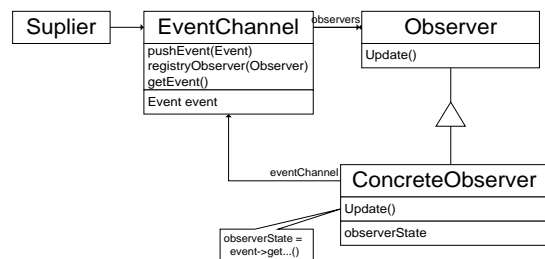 Suplier
EventChannel
observers
Observer
pushEvent(Event)
registryObserver(Observer)
getEvent()
Event event
Update()
eventChannel
ConcreteObserver
Update()
observerState
observerState =
event->get...()